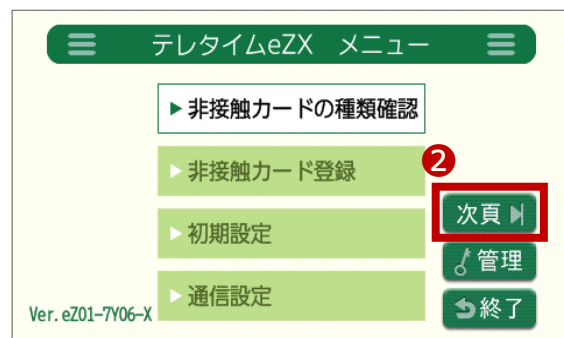 テレタイムeZX メニュー
▶非接触カードの種類確認
▶非接触カード登録
2
次頁
▶初期設定
管理
▶通信設定
Ver. eZ01-7Y06-X
終了